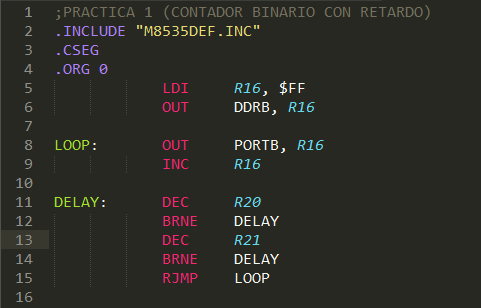 1 ;PRACTICA 1 (CONTADOR BINARIO CON RETARDO)
2 .INCLUDE "M8535DEF.INC"
3 .CSEG
4 .ORG 0
5 LDI R16, $FF
6 OUT DDRB, R16
7
8 LOOP: OUT PORTB, R16
9 INC R16
10
11 DELAY: DEC R20
12 BRNE DELAY
13 DEC R21
14 BRNE DELAY
15 RJMP LOOP
16